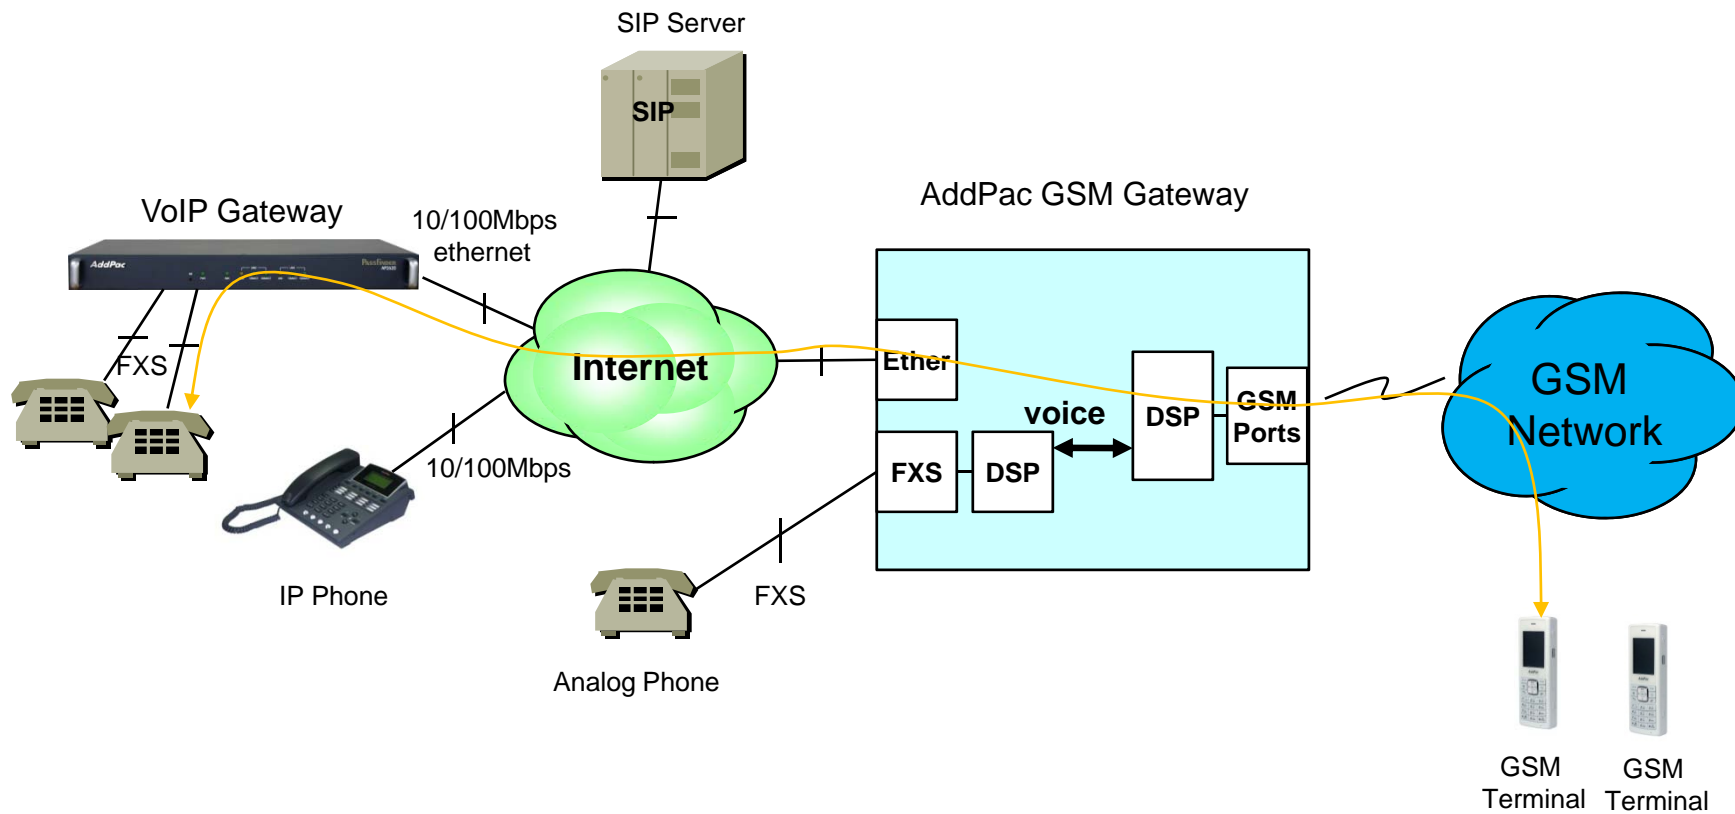 SIP Server
SIP
VoIP Gateway
10/100Mbps
ethernet
AddPac GSM Gateway
AddPac
FXS
Internet
Ether
voice
DSP
GSM
Ports
GSM
Network
FXS
DSP
10/100Mbps
IP Phone
FXS
Analog Phone
GSM
Terminal
GSM
Terminal